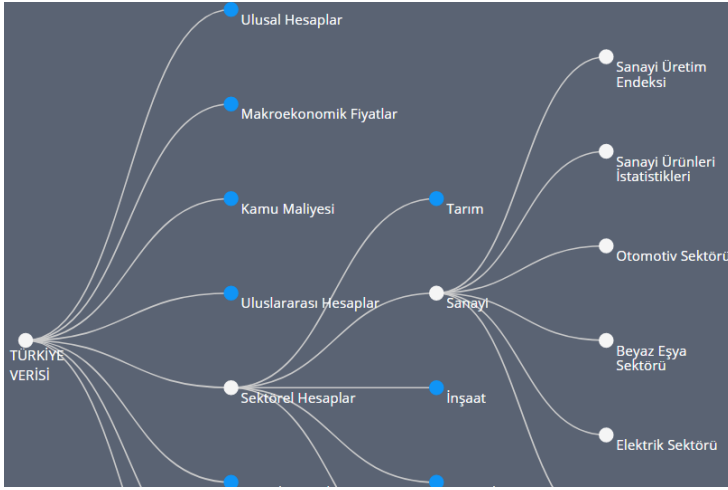 Ulusal Hesaplar
Makroekonomik Fiyatlar
Kamu Maliyesi
Uluslararası Hesaplar
TÜRKİYE
VERİSİ
Sektörel Hesaplar
Tarım
Sanayi
İnşaat
Sanayi Üretim
Endeksi
Sanayi Ürünleri
İstatistikleri
Otomotiv Sektörü
Beyaz Eşya
Sektörü
Elektrik Sektörü